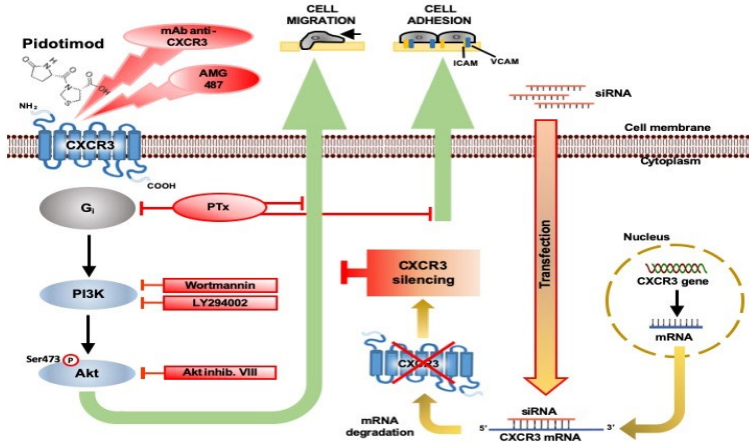 CELL
MIGRATION
CELL
ADHESION
ICAM
VCAM
mAb anti-
CXCR3
Pidotimod
AMG
487
H
N
O
O
O
N
S
OH
NH₂
siRNA
CXCR3
Cell membrane
Cytoplasm
COOH
Gᵢ
PTx
Transfection
Nucleus
CXCR3 gene
mRNA
CXCR3
silencing
PI3K
Wortmannin
LY294002
Ser473
P
Akt
Akt inhib. VIII
CXCR3
mRNA
degradation
siRNA
5'
3'
CXCR3 mRNA